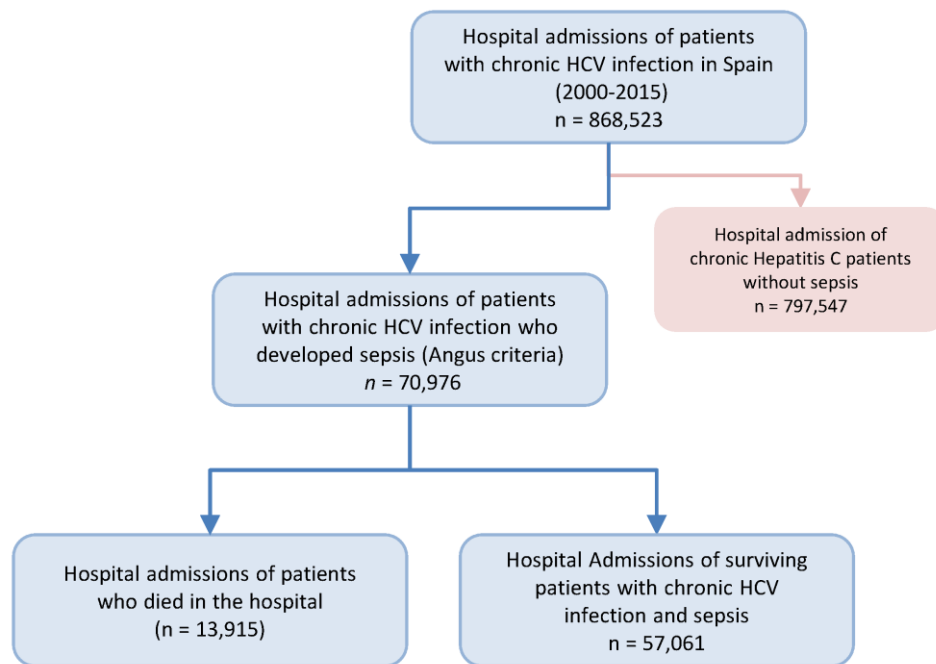 Hospital admissions of patients
with chronic HCV infection in Spain
(2000-2015)
n = 868,523
Hospital admission of
chronic Hepatitis C patients
without sepsis
n = 797,547
Hospital admissions of patients
with chronic HCV infection who
developed sepsis (Angus criteria)
n = 70,976
Hospital admissions of patients
who died in the hospital
(n = 13,915)
Hospital Admissions of surviving
patients with chronic HCV
infection and sepsis
n = 57,061